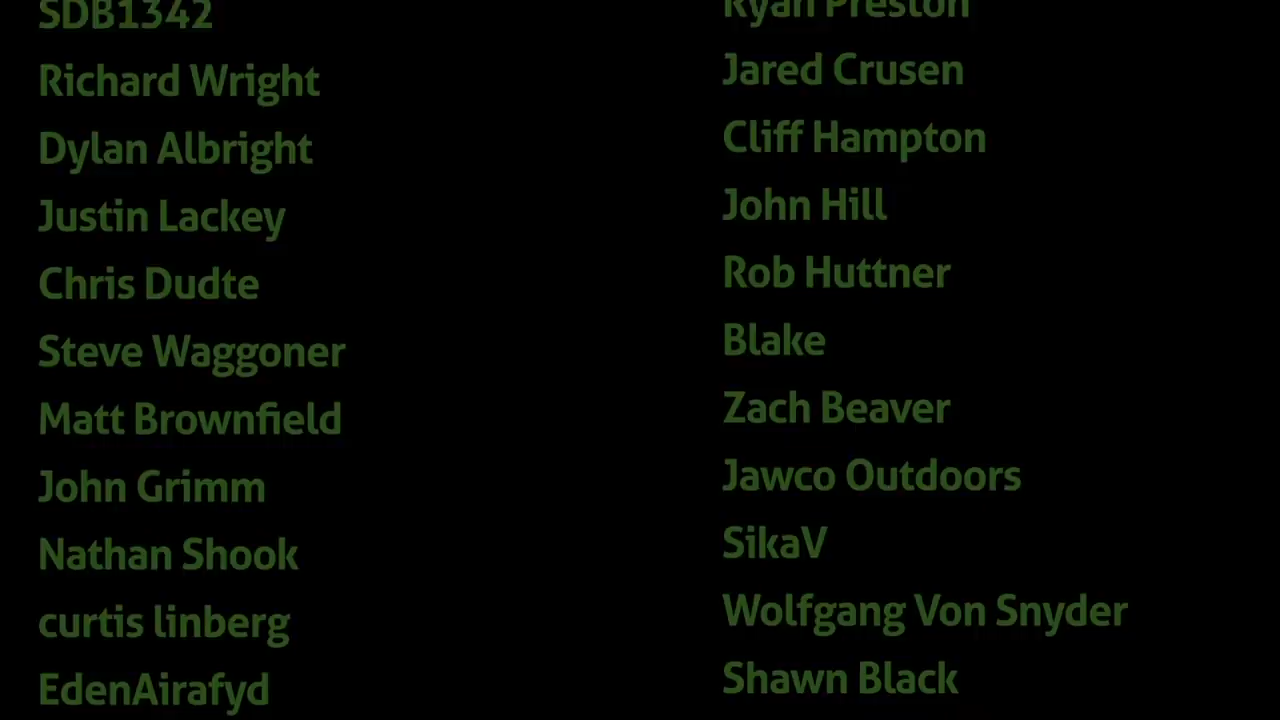 SDB1342
Richard Wright
Dylan Albright
Justin Lackey
Chris Dudte
Steve Waggoner
Matt Brownfield
John Grimm
Nathan Shook
curtis linberg
EdenAirafyd
Ryan Preston
Jared Crusen
Cliff Hampton
John Hill
Rob Huttner
Blake
Zach Beaver
Jawco Outdoors
SikaV
Wolfgang Von Snyder
Shawn Black